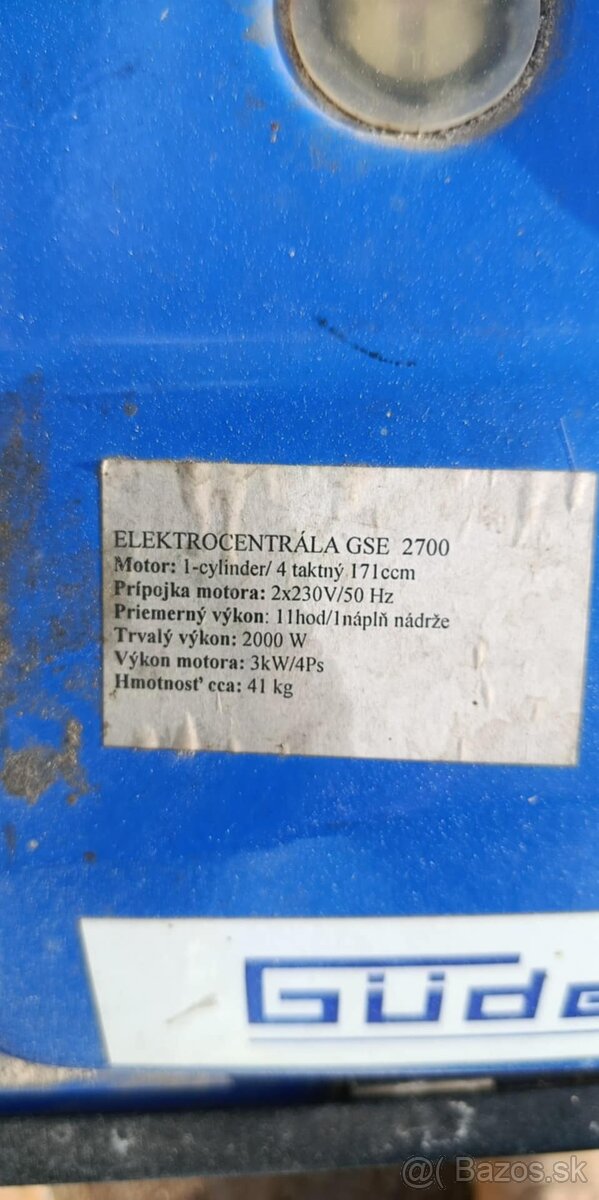 ELEKTROCENTRÁLA GSE 2700
Motor: 1-cylinder/ 4 taktný 171ccm
Prípojka motora: 2x230V/50 Hz
Priemerný výkon: 11hod/1náplň nádrže
Trvalý výkon: 2000 W
Výkon motora: 3kW/4Ps
Hmotnosť cca: 41 kg
Güde
Bazos.sk